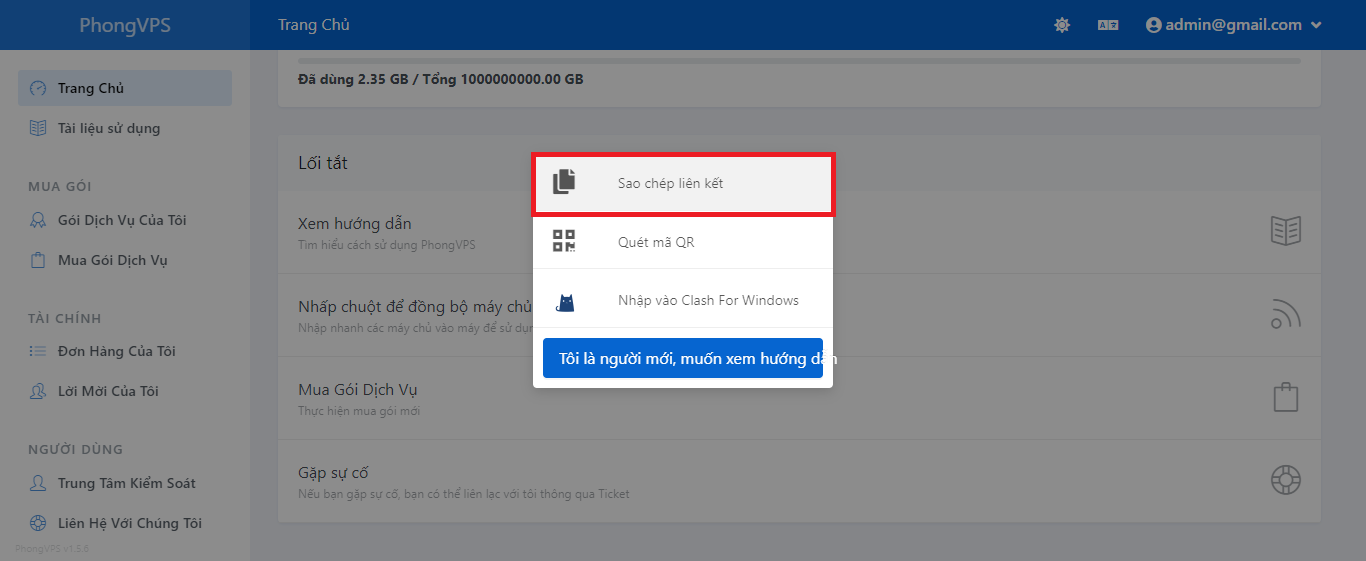 PhongVPS
Trang Chủ
admin@gmail.com
Trang Chủ
Tài liệu sử dụng
MUA GÓI
Gói Dịch Vụ Của Tôi
Mua Gói Dịch Vụ
TÀI CHÍNH
Đơn Hàng Của Tôi
Lời Mời Của Tôi
NGƯỜI DÙNG
Trung Tâm Kiểm Soát
Liên Hệ Với Chúng Tôi
PhongVPS v1.5.6
Đã dùng 2.35 GB / Tổng 1000000000.00 GB
Lối tắt
Xem hướng dẫn
Tìm hiểu cách sử dụng PhongVPS
Nhấp chuột để đồng bộ máy chủ
Nhập nhanh các máy chủ vào máy để sử dụn
Mua Gói Dịch Vụ
Thực hiện mua gói mới
Gặp sự cố
Nếu bạn gặp sự cố, bạn có thể liên lạc với tôi thông qua Ticket
Sao chép liên kết
Quét mã QR
Nhập vào Clash For Windows
Tôi là người mới, muốn xem hướng dẫn